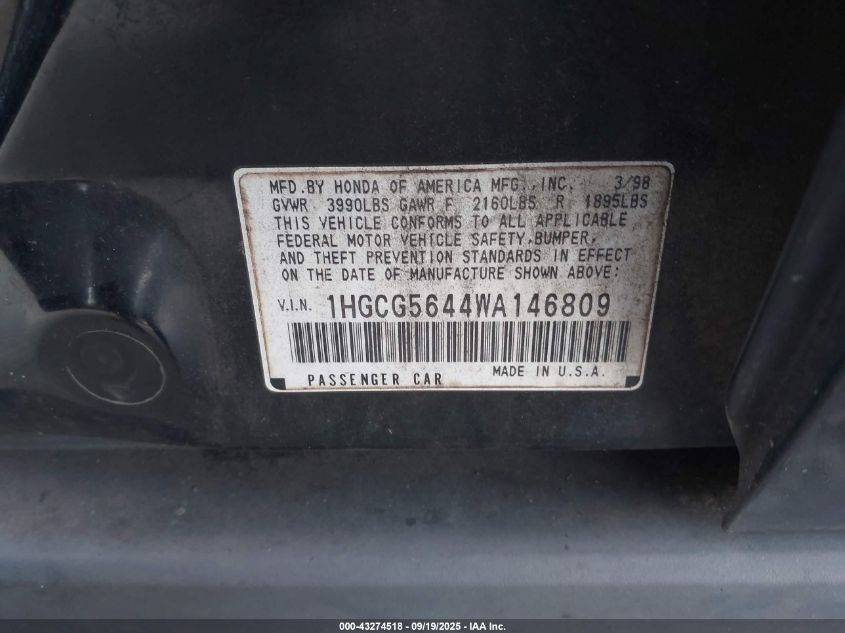 MFD.BY HONDA OF AMERICA MFG.,INC. 3/98
GVWR 3990LBS GAWR F 2160LBS R 1895LBS
THIS VEHICLE CONFORMS TO ALL APPLICABLE
FEDERAL MOTOR VEHICLE SAFETY,BUMPER,
AND THEFT PREVENTION STANDARDS IN EFFECT
ON THE DATE OF MANUFACTURE SHOWN ABOVE:
V.I.N. 1HGCG5644WA146809
PASSENGER CAR MADE IN U.S.A.
000-43274518 - 09/19/2025 - IAA Inc.